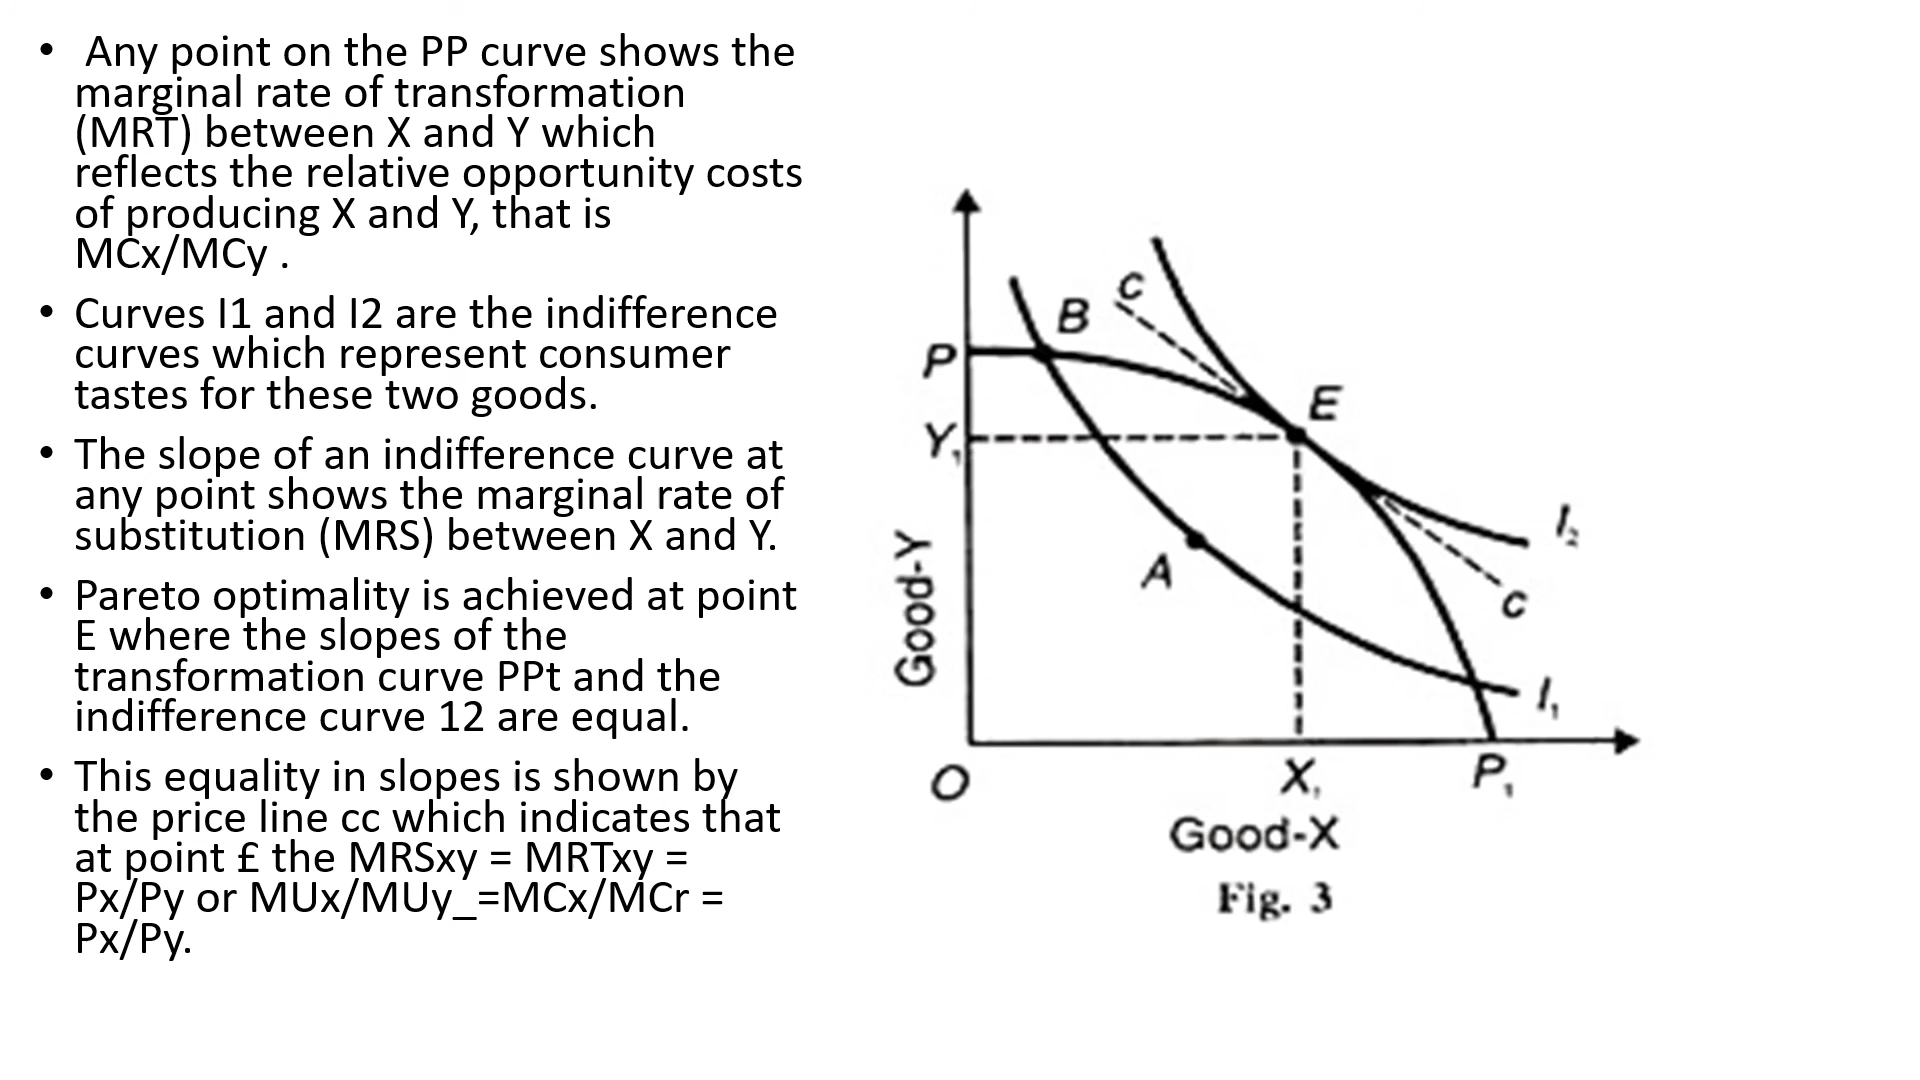 • Any point on the PP curve shows the
marginal rate of transformation
(MRT) between X and Y which
reflects the relative opportunity costs
of producing X and Y, that is
MCx/MCy .
• Curves I1 and I2 are the indifference
curves which represent consumer
tastes for these two goods.
• The slope of an indifference curve at
any point shows the marginal rate of
substitution (MRS) between X and Y.
• Pareto optimality is achieved at point
E where the slopes of the
transformation curve PPt and the
indifference curve 12 are equal.
• This equality in slopes is shown by
the price line cc which indicates that
at point £ the MRSxy = MRTxy =
Px/Py or MUx/MUy_=MCx/MCr =
Px/Py.
C
B
P
E
Y₁
I₂
A
C
Good-Y
I₁
O
X₁
P₁
Good-X
Fig. 3